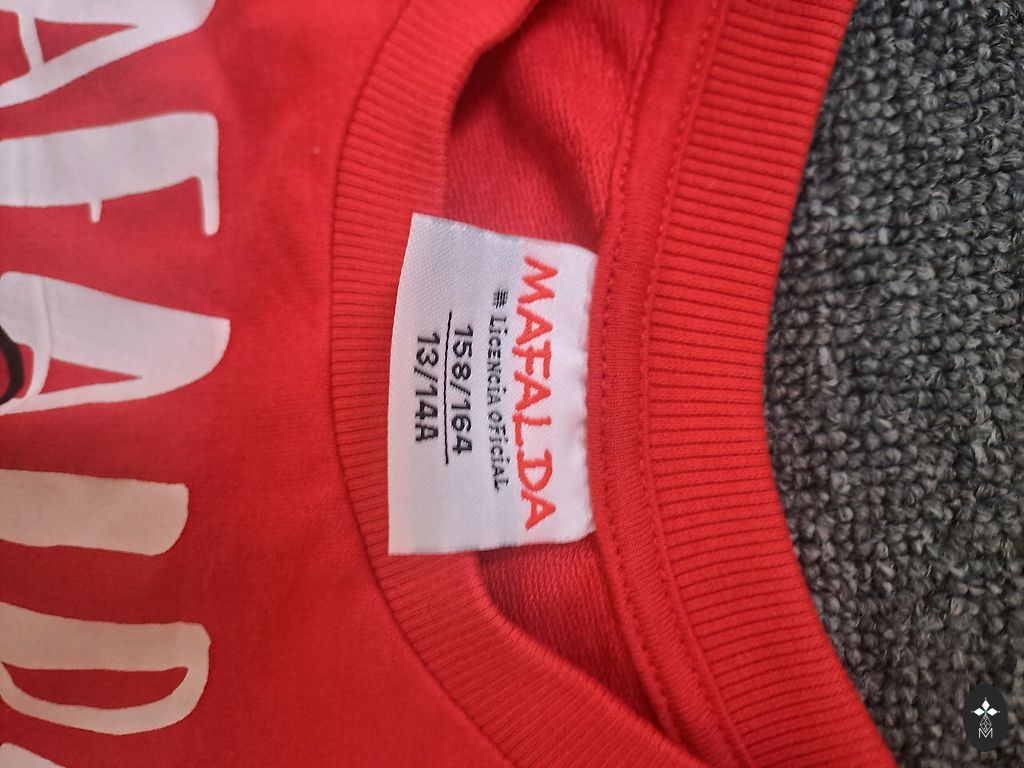 MAFALDA
LiCENCiA OFiCiAL
158/164
13/14A
M